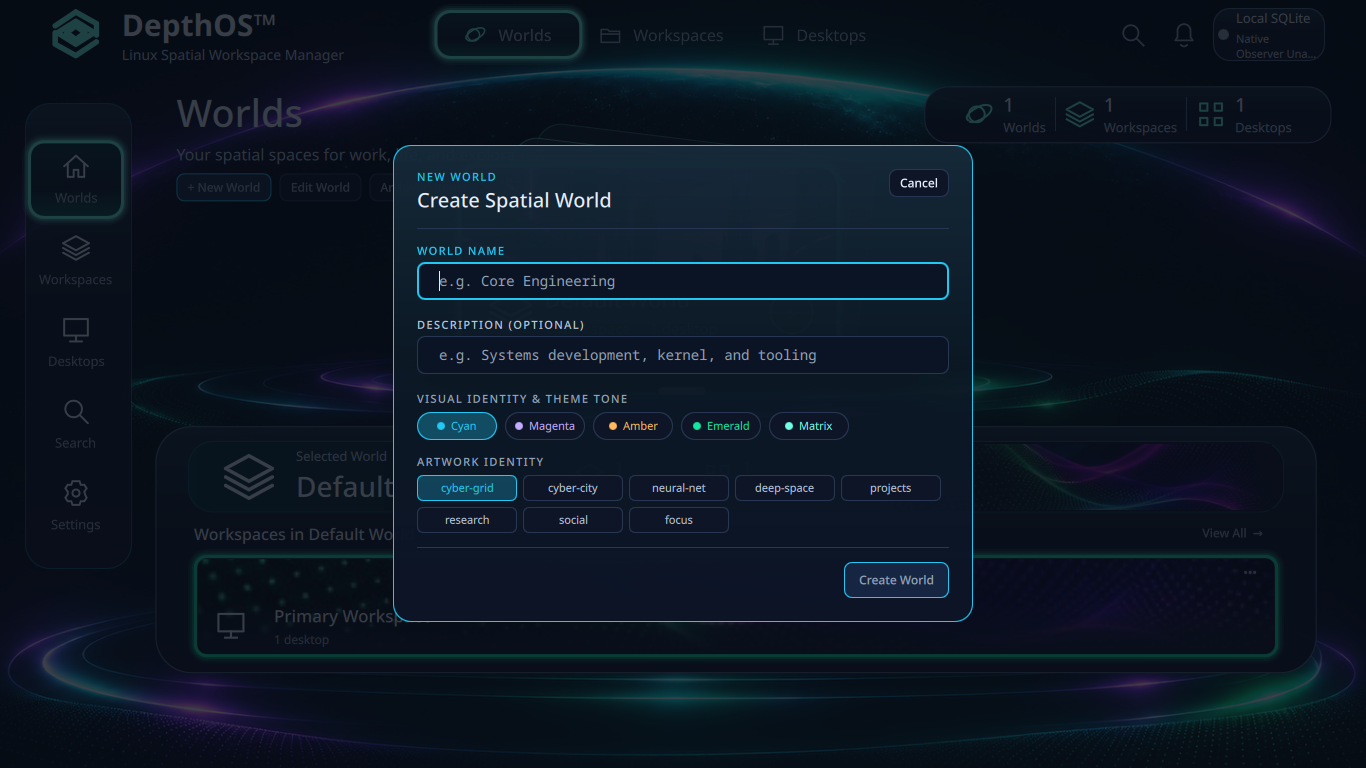 DepthOS™
Linux Spatial Workspace Manager
Worlds
Workspaces
Desktops
Local SQLite
Native
Observer Una...
Worlds
Your spatial spaces for work,
1
Worlds
1
Workspaces
1
Desktops
+ New World
Edit World
Worlds
Workspaces
Desktops
Search
Settings
NEW WORLD
Create Spatial World
Cancel
WORLD NAME
e.g. Core Engineering
DESCRIPTION (OPTIONAL)
e.g. Systems development, kernel, and tooling
VISUAL IDENTITY & THEME TONE
Cyan
Magenta
Amber
Emerald
Matrix
ARTWORK IDENTITY
cyber-grid
cyber-city
neural-net
deep-space
projects
research
social
focus
Create World
Selected World
Default
Workspaces in Default Wo
View All →
Primary Worksp
1 desktop